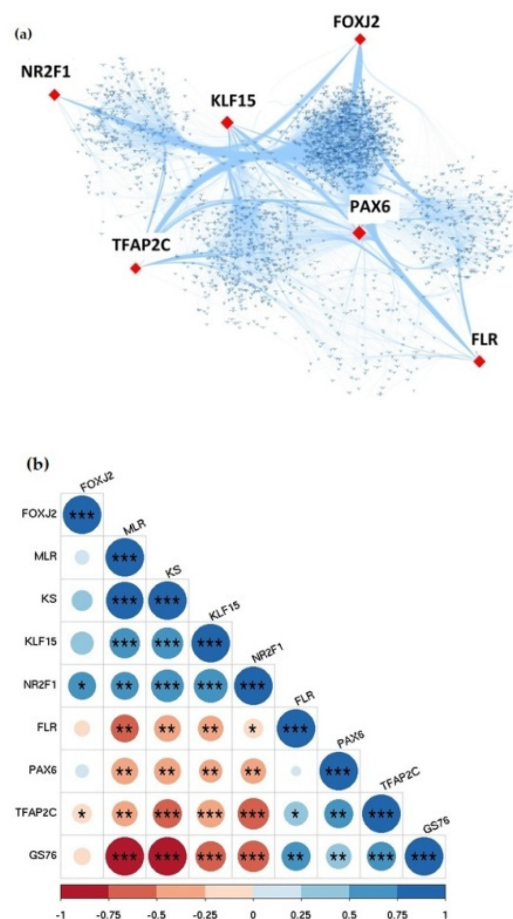 (a)
FOXJ2
NR2F1
KLF15
PAX6
TFAP2C
FLR
(b)
FOXJ2
FOXJ2 ***
MLR
MLR ***
KS
KS *** ***
KLF15
KLF15 *** *** ***
NR2F1
NR2F1 * ** *** *** ***
FLR
FLR ** ** ** * ***
PAX6
PAX6 ** ** ** ** ***
TFAP2C
TFAP2C * ** *** *** *** * ** ***
GS76
GS76 *** *** *** *** ** ** *** ***
-1 -0.75 -0.5 -0.25 0 0.25 0.5 0.75 1